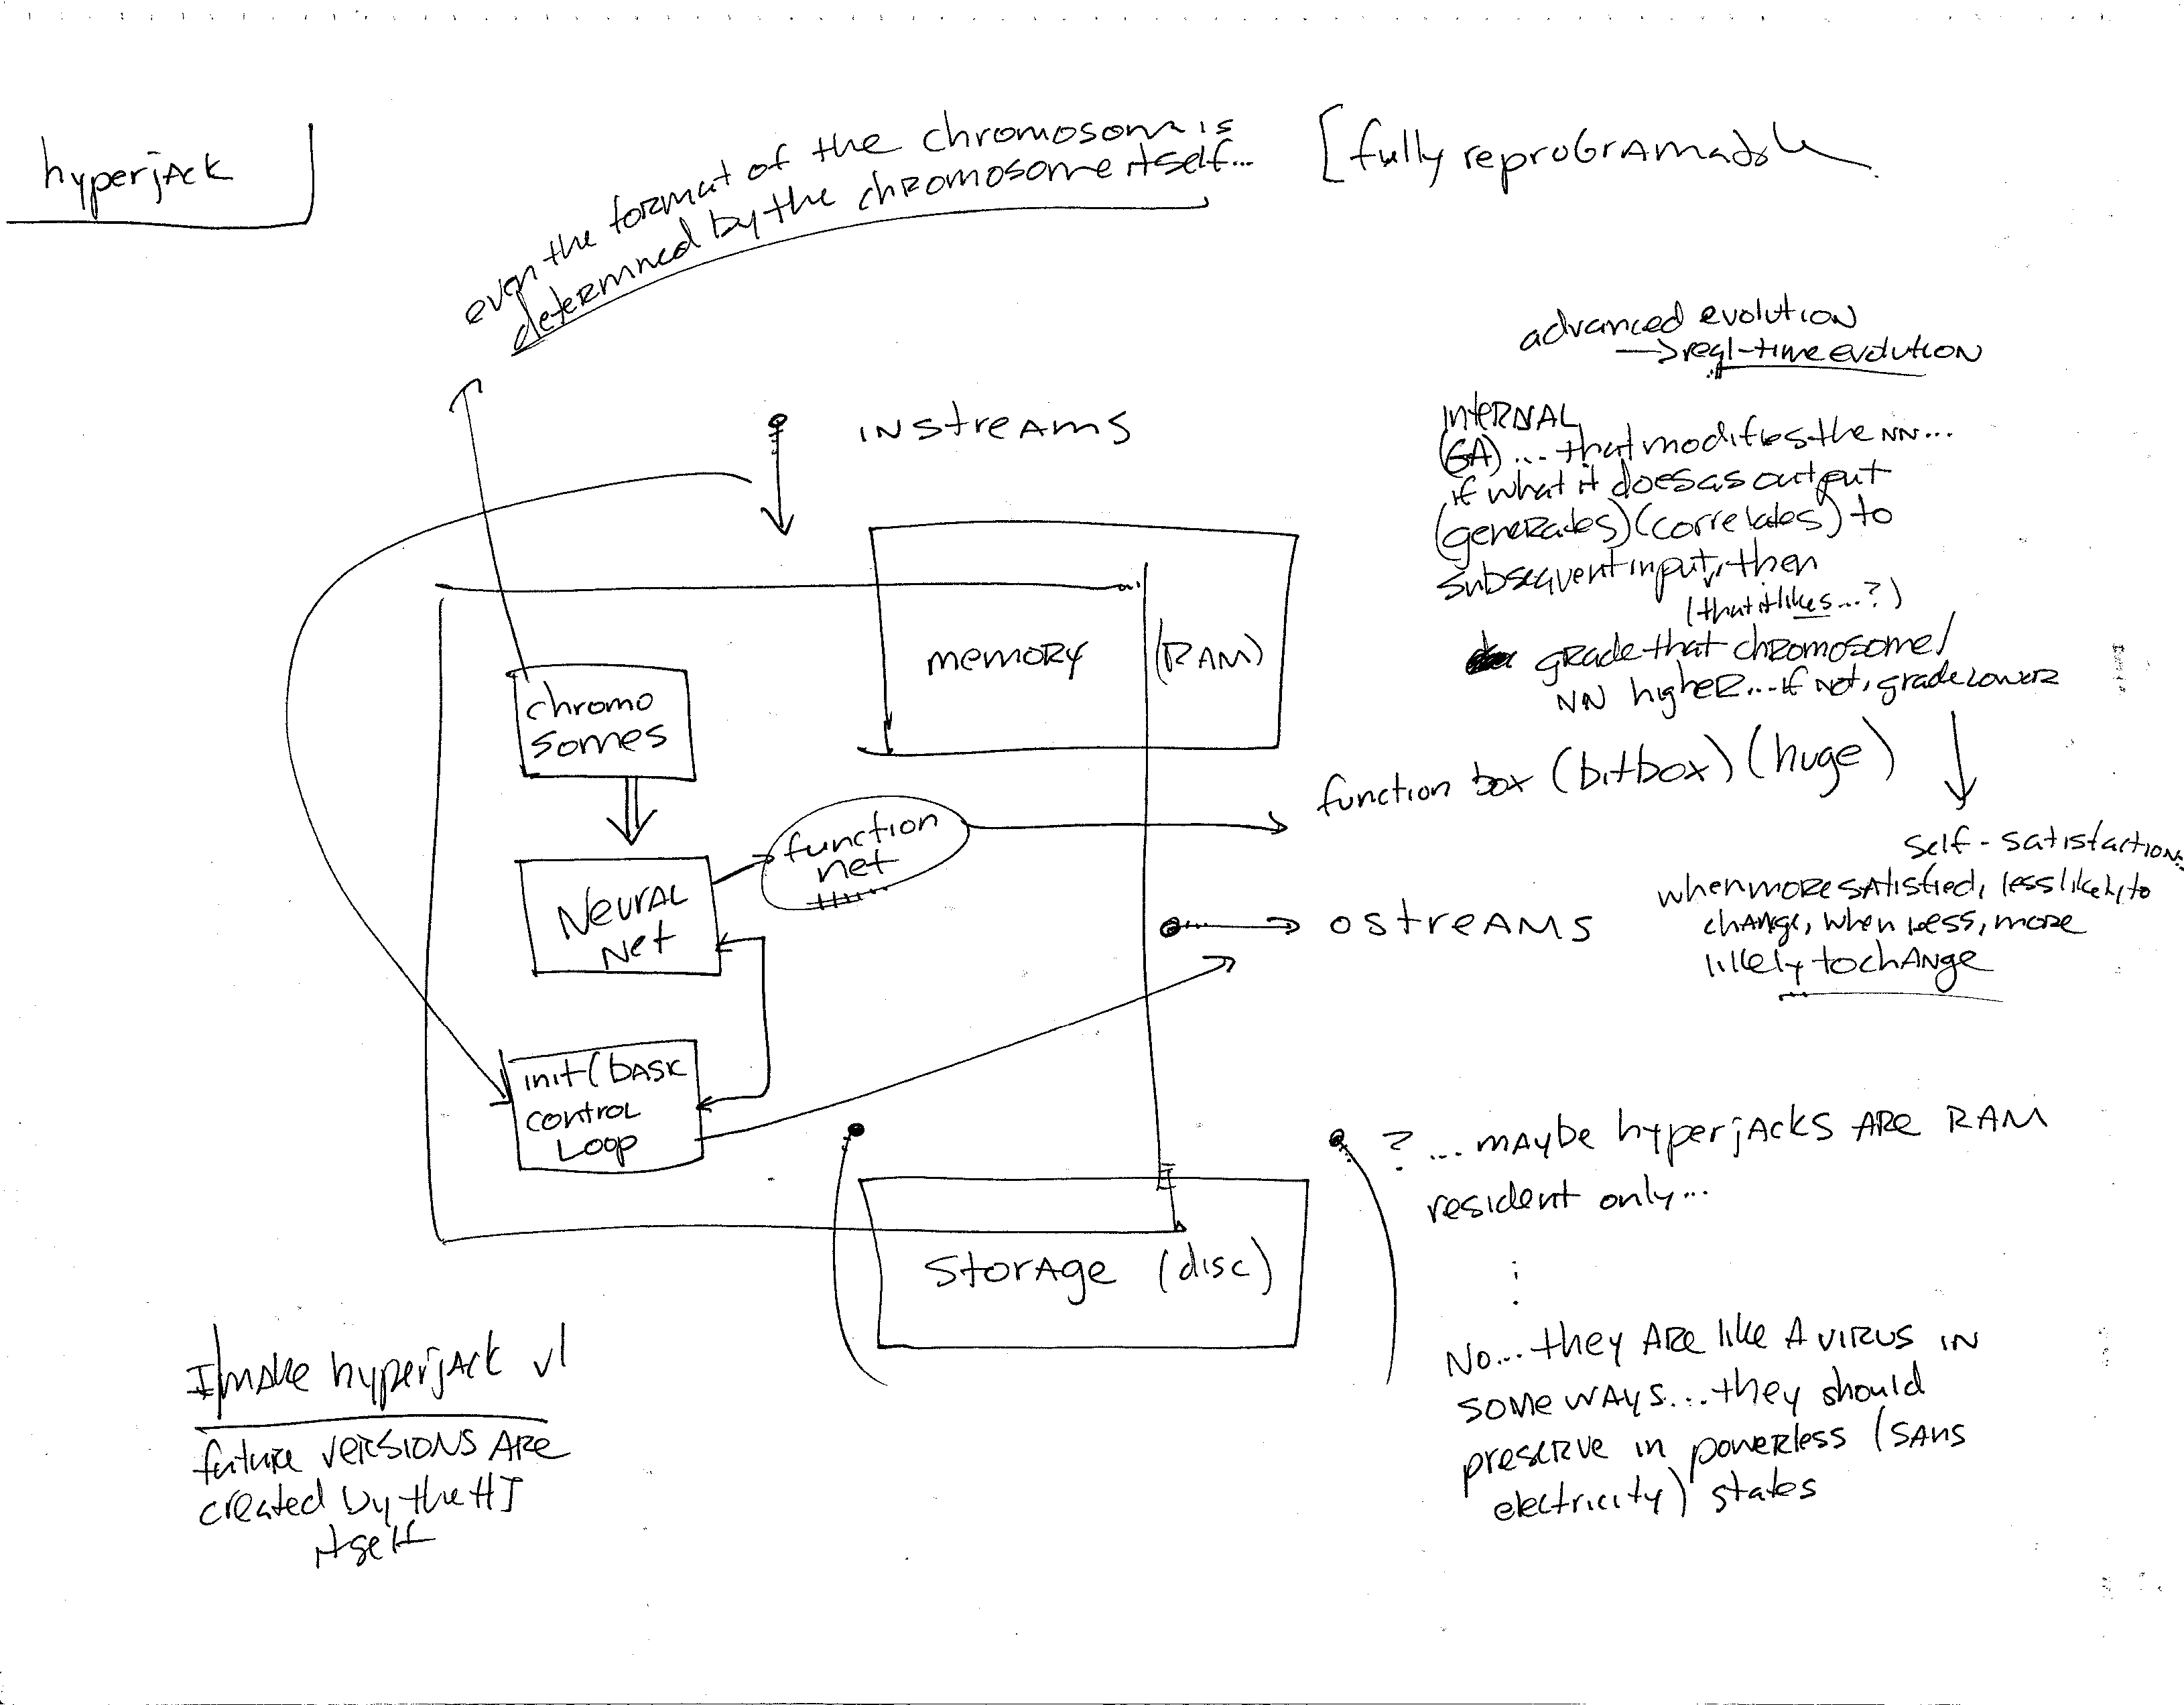 hyperjack
even the format of the chromosome is
determined by the chromosome itself...
[fully reprogramable
advanced evolution
→ real-time evolution
instreams
INTERNAL
(GA) ... that modifies the NN...
if what it does as output
(generates) (correlates) to
subsequent input, then
(that it likes...?)
grade that chromosome/
NN higher... if not, grade lower
memory (RAM)
chromo
somes
function box (bitbox) (huge)
function
net
Neural
Net
self-satisfaction...
when more satisfied, less likely to
change, when less, more
likely to change
ostreams
init (basic
control
loop
? ... maybe hyperjacks are RAM
resident only...
storage (disc)
No... they are like a virus in
some ways... they should
preserve in powerless (sans
electricity) states
I make hyperjack v1
future versions are
created by the HJ
itself